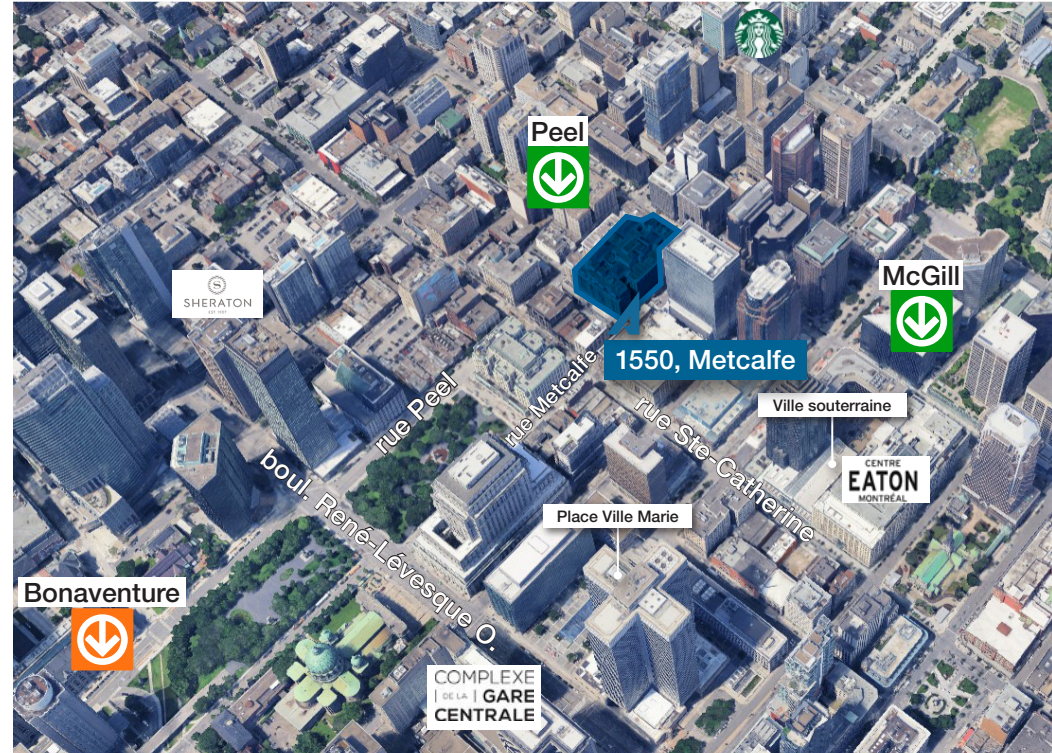 Peel
McGill
S
SHERATON
EST. 1937
1550, Metcalfe
rue Metcalfe
rue Peel
rue Ste-Catherine
Ville souterraine
CENTRE
EATON
MONTRÉAL
boul. René-Lévesque O.
Place Ville Marie
Bonaventure
COMPLEXE
| DE LA | GARE
CENTRALE